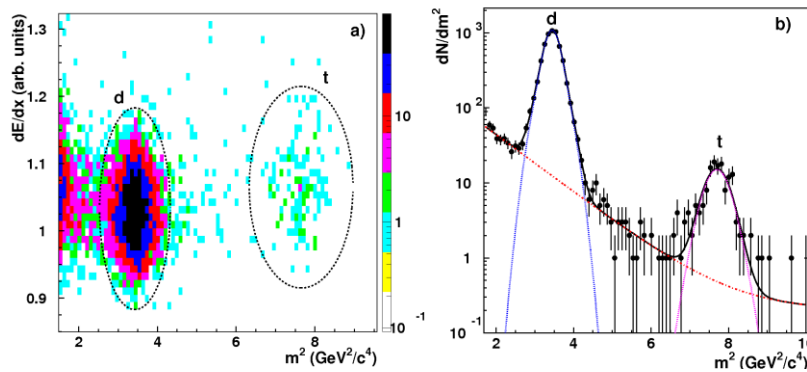 a)
dE/dx (arb. units)
1.3
1.2
1.1
1
0.9
d
t
2 4 6 8
m² (GeV²/c⁴)
10
1
10⁻¹
b)
dN/dm²
10³
10²
10
1
10⁻¹
d
t
2 4 6 8 10
m² (GeV²/c⁴)